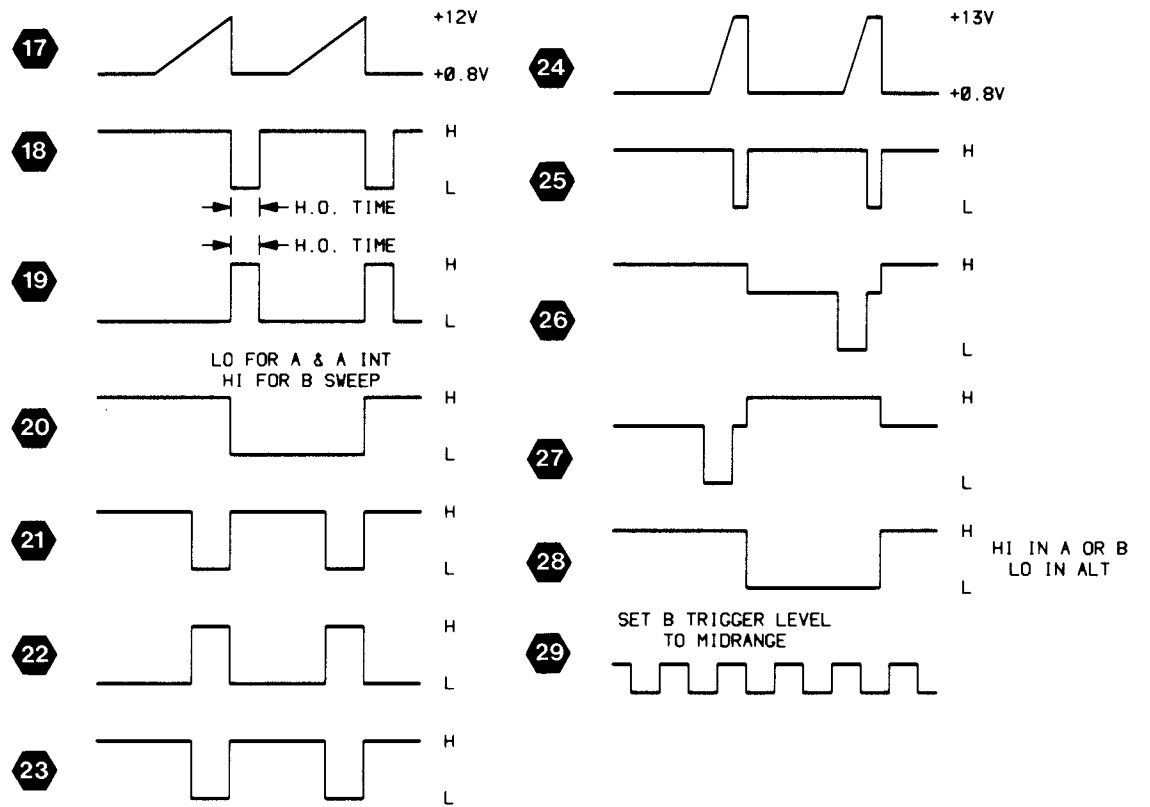 17
+12V
+0.8V
18
H
L
H.O. TIME
H.O. TIME
19
H
L
LO FOR A & A INT
HI FOR B SWEEP
20
H
L
21
H
L
22
H
L
23
H
L
24
+13V
+0.8V
25
H
L
26
H
L
27
H
L
28
H
L
HI IN A OR B
LO IN ALT
SET B TRIGGER LEVEL
TO MIDRANGE
29